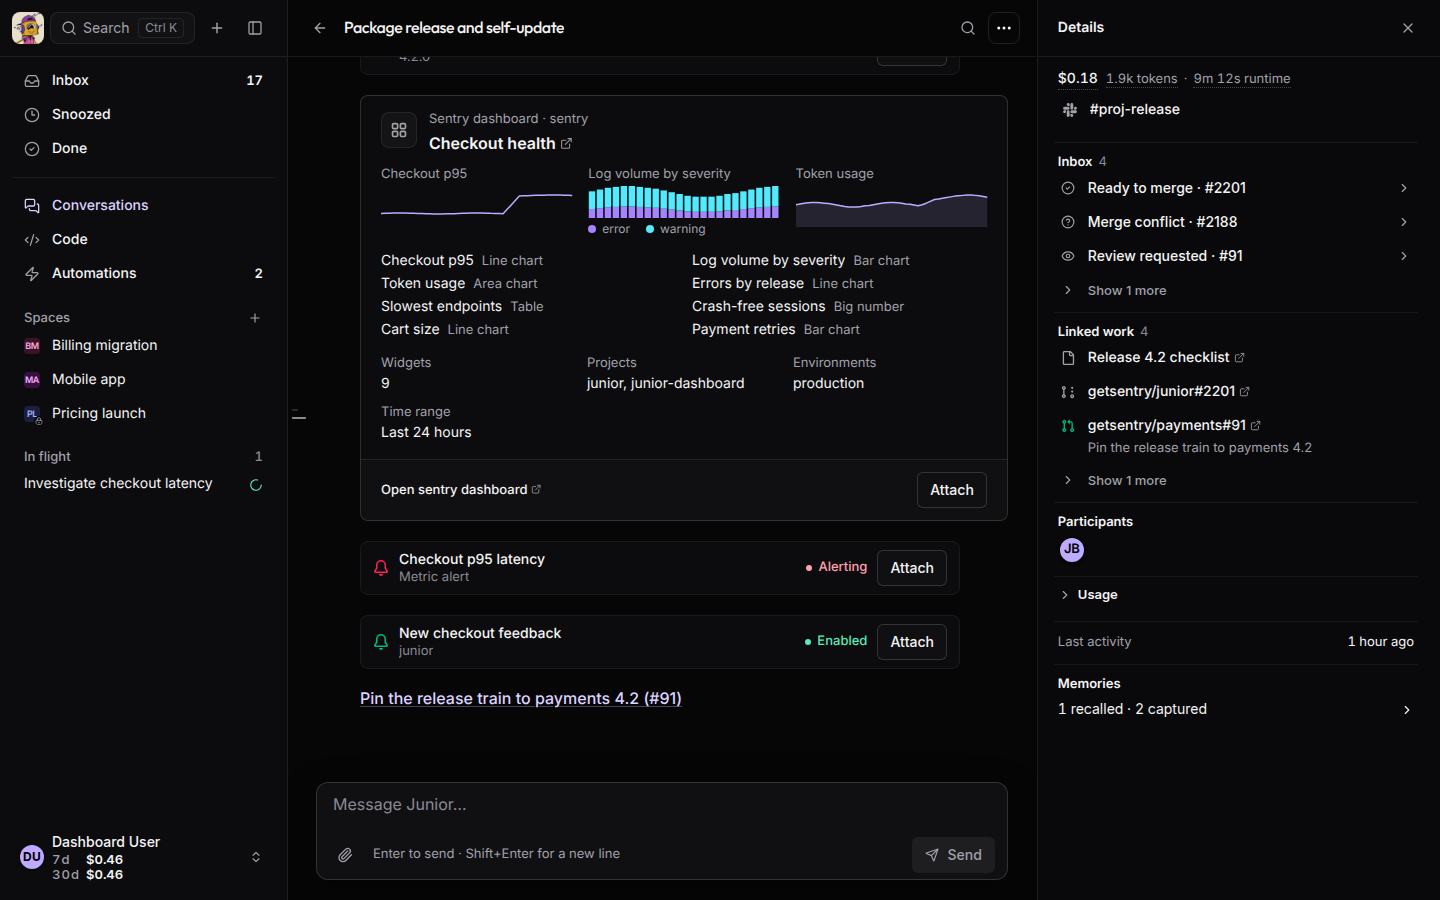 Search Ctrl K
Inbox 17
Snoozed
Done
Conversations
Code
Automations 2
Spaces
BM Billing migration
MA Mobile app
PL Pricing launch
In flight 1
Investigate checkout latency
DU Dashboard User
7d $0.46
30d $0.46
Package release and self-update
4.2.0
Sentry dashboard · sentry
Checkout health
Checkout p95 Log volume by severity Token usage
error warning
Checkout p95 Line chart Log volume by severity Bar chart
Token usage Area chart Errors by release Line chart
Slowest endpoints Table Crash-free sessions Big number
Cart size Line chart Payment retries Bar chart
Widgets Projects Environments
9 junior, junior-dashboard production
Time range
Last 24 hours
Open sentry dashboard Attach
Checkout p95 latency
Metric alert
Alerting Attach
New checkout feedback
junior
Enabled Attach
Pin the release train to payments 4.2 (#91)
Message Junior...
Enter to send · Shift+Enter for a new line Send
Details
$0.18 1.9k tokens · 9m 12s runtime
#proj-release
Inbox 4
Ready to merge · #2201
Merge conflict · #2188
Review requested · #91
Show 1 more
Linked work 4
Release 4.2 checklist
getsentry/junior#2201
getsentry/payments#91
Pin the release train to payments 4.2
Show 1 more
Participants
JB
Usage
Last activity 1 hour ago
Memories
1 recalled · 2 captured